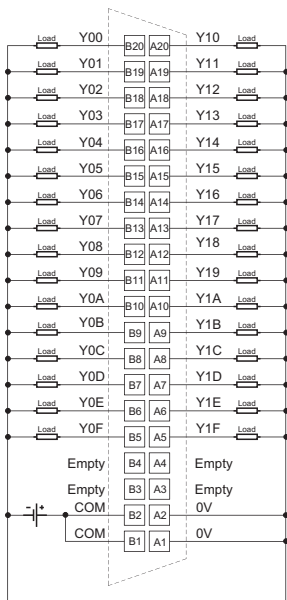 Load Y00 B20 A20 Y10 Load
Load Y01 B19 A19 Y11 Load
Load Y02 B18 A18 Y12 Load
Load Y03 B17 A17 Y13 Load
Load Y04 B16 A16 Y14 Load
Load Y05 B15 A15 Y15 Load
Load Y06 B14 A14 Y16 Load
Load Y07 B13 A13 Y17 Load
Load Y08 B12 A12 Y18 Load
Load Y09 B11 A11 Y19 Load
Load Y0A B10 A10 Y1A Load
Load Y0B B9 A9 Y1B Load
Load Y0C B8 A8 Y1C Load
Load Y0D B7 A7 Y1D Load
Load Y0E B6 A6 Y1E Load
Load Y0F B5 A5 Y1F Load
Empty B4 A4 Empty
Empty B3 A3 Empty
- + COM B2 A2 0V
COM B1 A1 0V